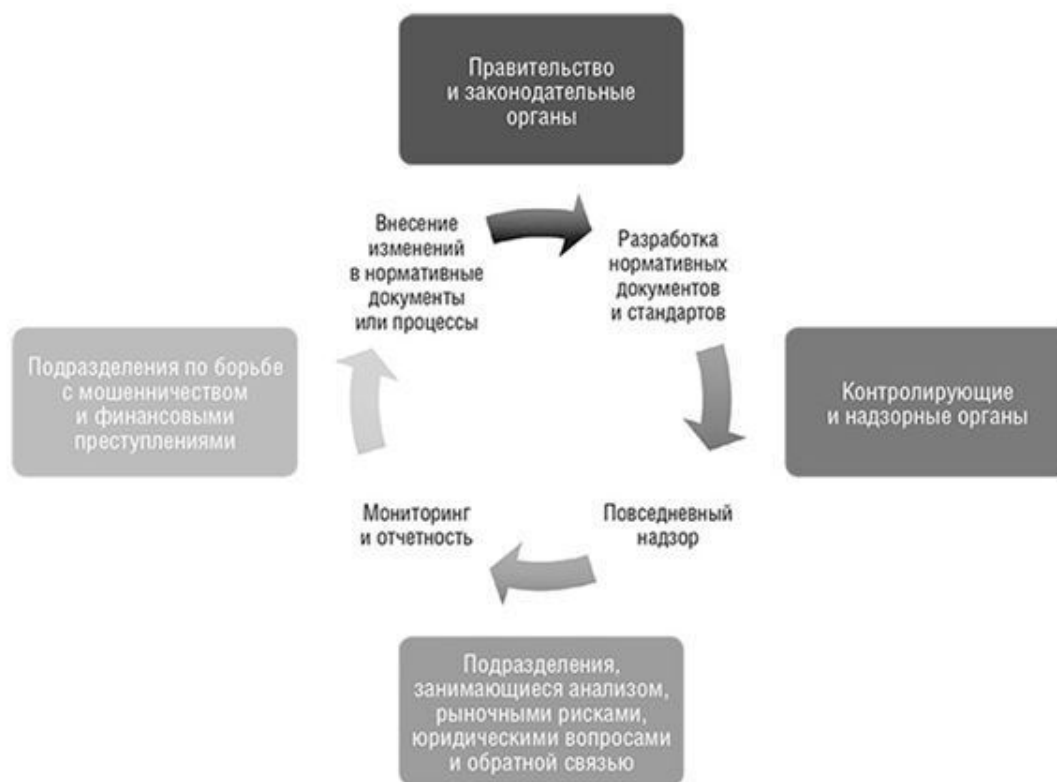 Правительство
и законодательные
органы
Внесение
изменений
в нормативные
документы
или процессы
Разработка
нормативных
документов
и стандартов
Подразделения по борьбе
с мошенничеством
и финансовыми
преступлениями
Контролирующие
и надзорные органы
Мониторинг
и отчетность
Повседневный
надзор
Подразделения,
занимающиеся анализом,
рыночными рисками,
юридическими вопросами
и обратной связью